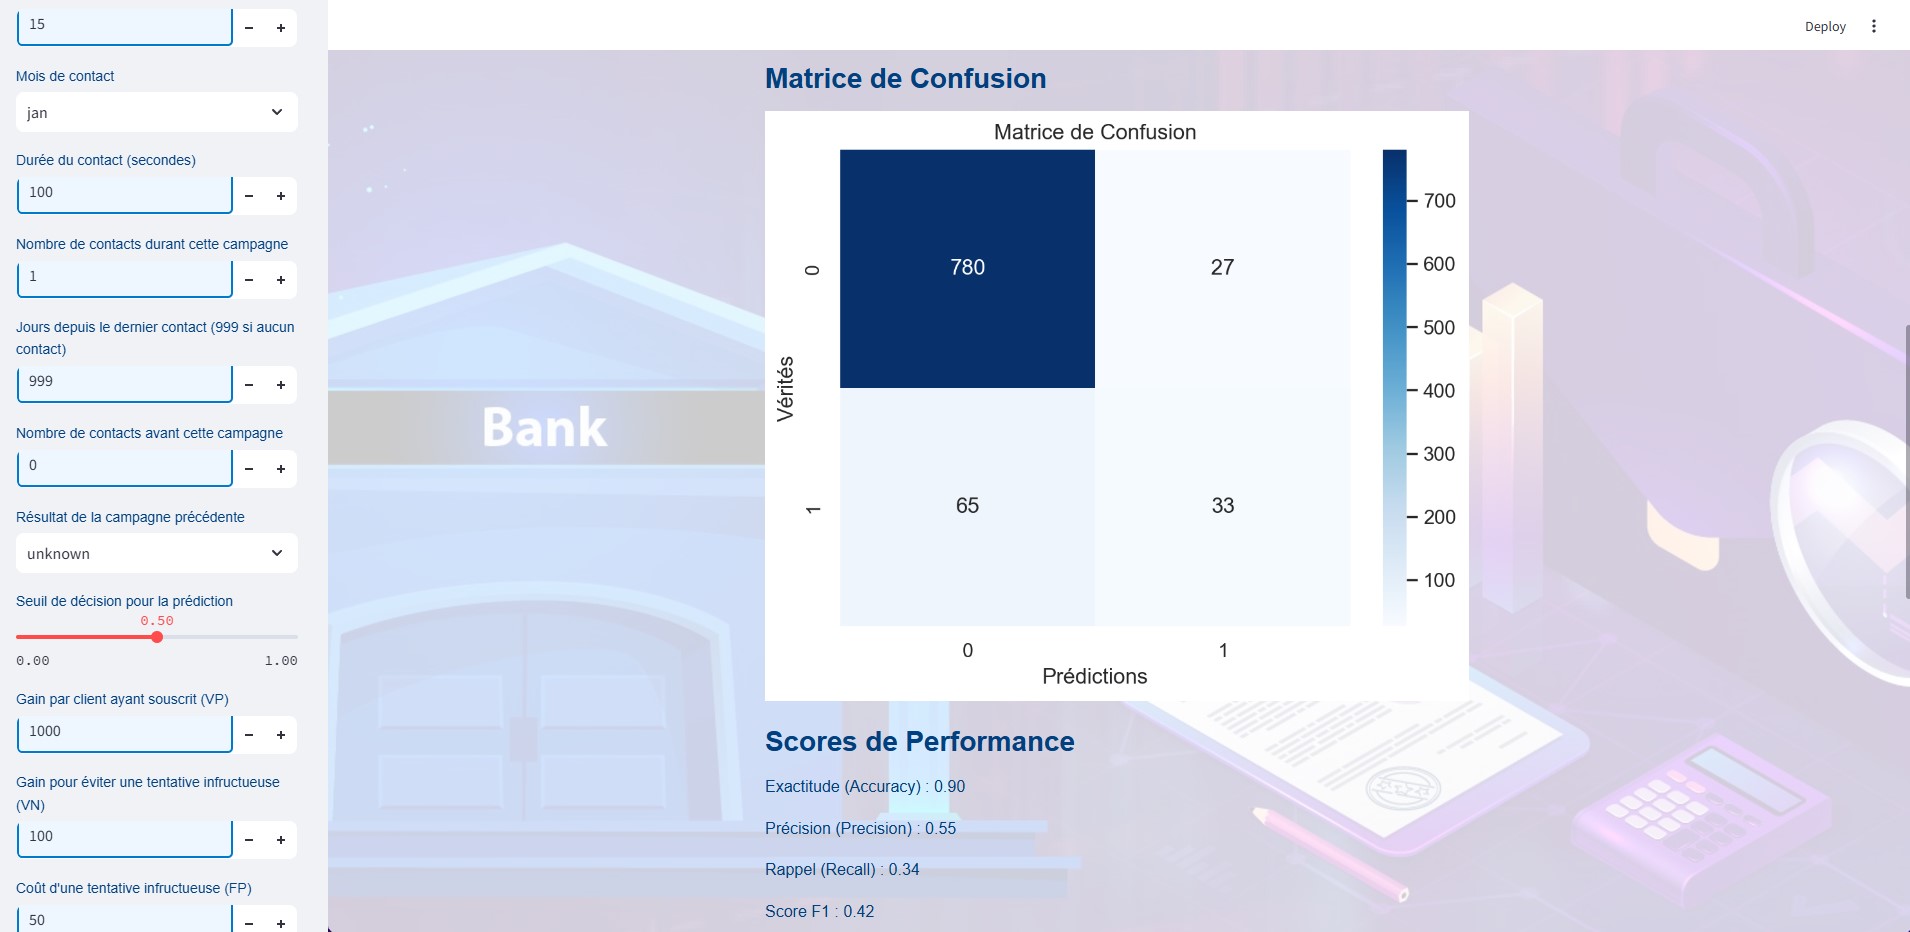 15
Mois de contact
jan
Durée du contact (secondes)
100
Nombre de contacts durant cette campagne
1
Jours depuis le dernier contact (999 si aucun
contact)
999
Nombre de contacts avant cette campagne
0
Résultat de la campagne précédente
unknown
Seuil de décision pour la prédiction
0.50
0.00 1.00
Gain par client ayant souscrit (VP)
1000
Gain pour éviter une tentative infructueuse
(VN)
100
Coût d'une tentative infructueuse (FP)
50
Deploy
Bank
Matrice de Confusion
Matrice de Confusion
Vérités
0
780 27
1
65 33
0 1
Prédictions
700
600
500
400
300
200
100
Scores de Performance
Exactitude (Accuracy) : 0.90
Précision (Precision) : 0.55
Rappel (Recall) : 0.34
Score F1 : 0.42